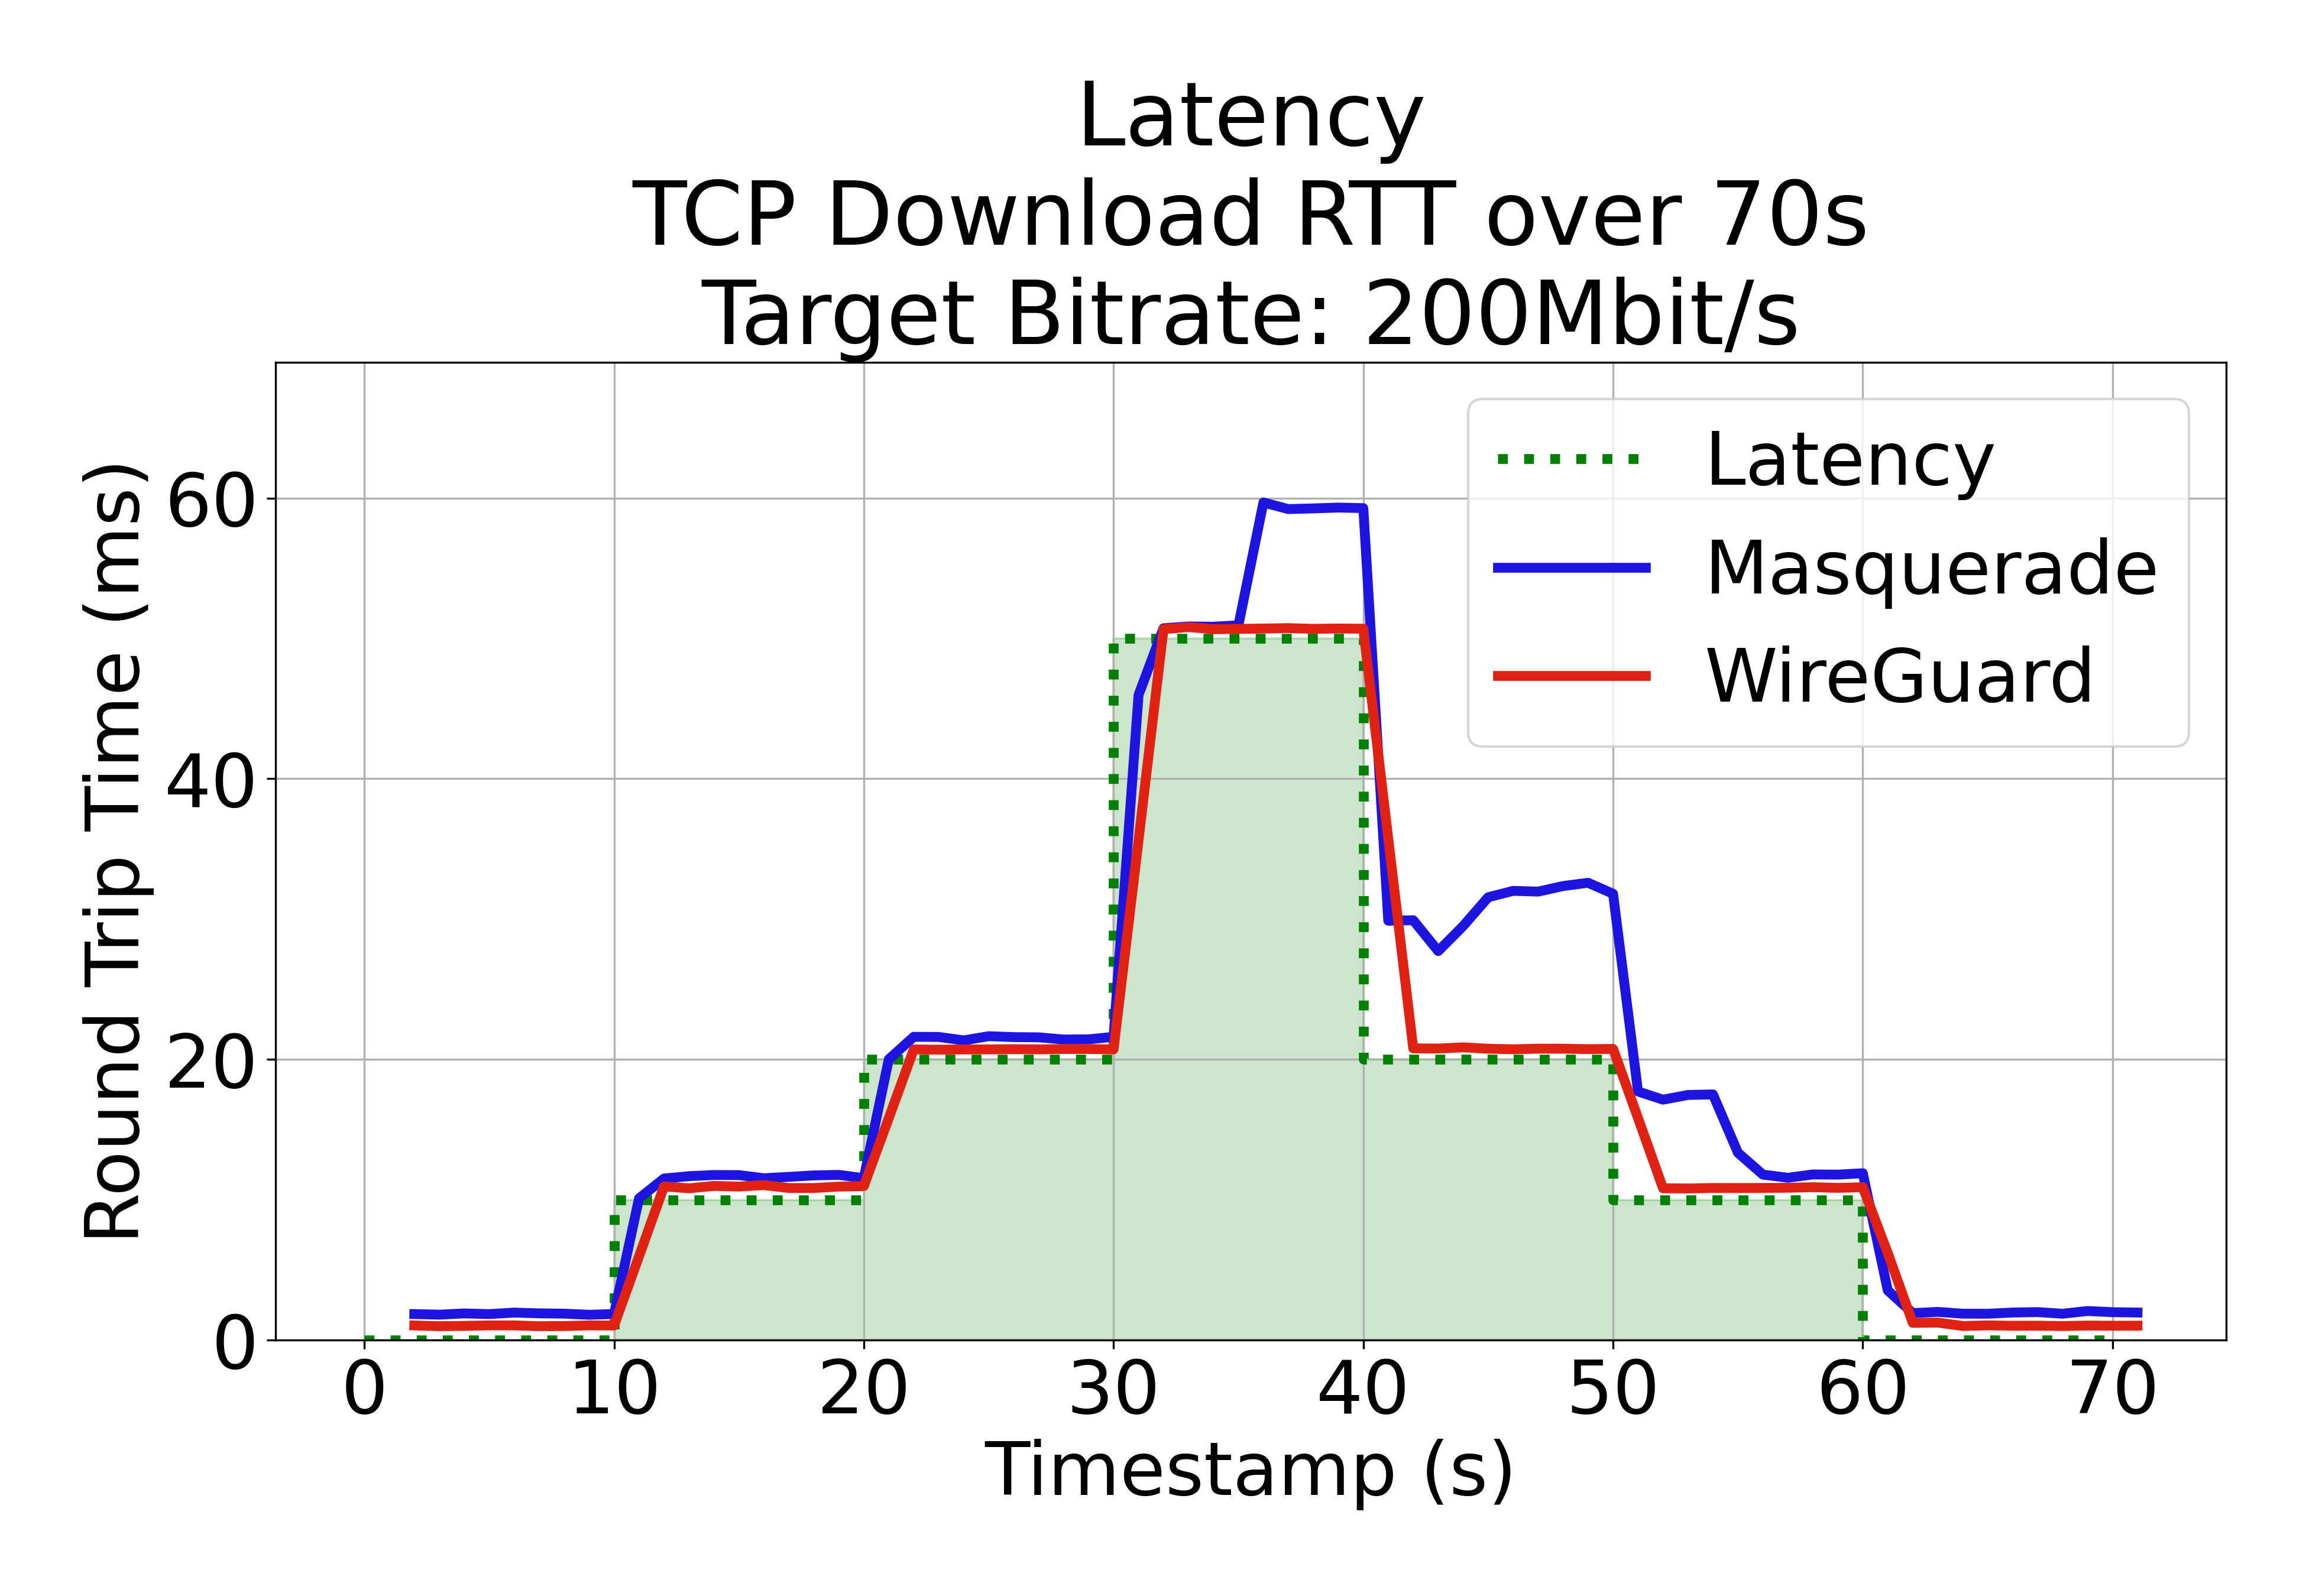 Latency
TCP Download RTT over 70s
Target Bitrate: 200Mbit/s
Round Trip Time (ms)
60
40
20
0
Latency
Masquerade
WireGuard
0 10 20 30 40 50 60 70
Timestamp (s)